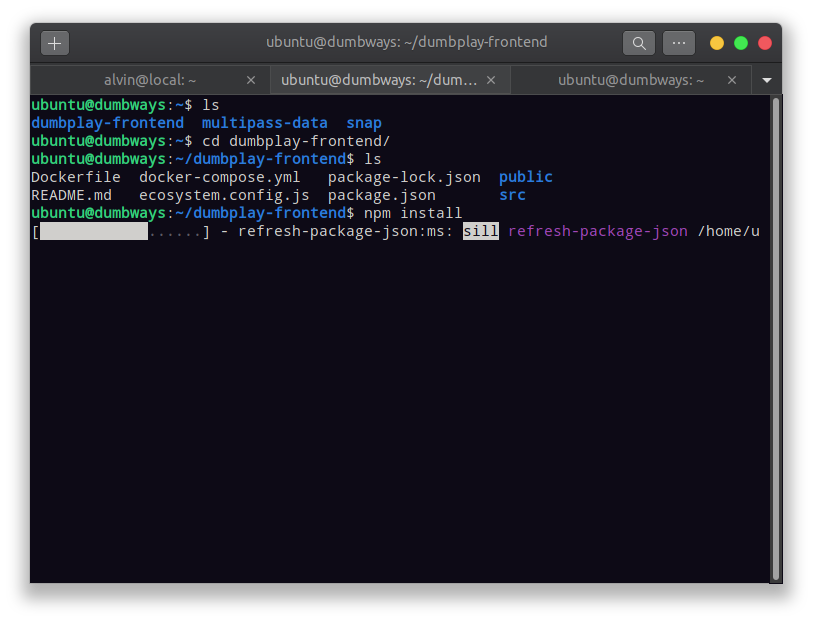 ubuntu@dumbways: ~/dumbplay-frontend
alvin@local: ~ × ubuntu@dumbways: ~/dum… × ubuntu@dumbways: ~ ×
ubuntu@dumbways:~$ ls
dumbplay-frontend  multipass-data  snap
ubuntu@dumbways:~$ cd dumbplay-frontend/
ubuntu@dumbways:~/dumbplay-frontend$ ls
Dockerfile  docker-compose.yml   package-lock.json  public
README.md   ecosystem.config.js  package.json       src
ubuntu@dumbways:~/dumbplay-frontend$ npm install
[            ......] - refresh-package-json:ms: sill refresh-package-json /home/u